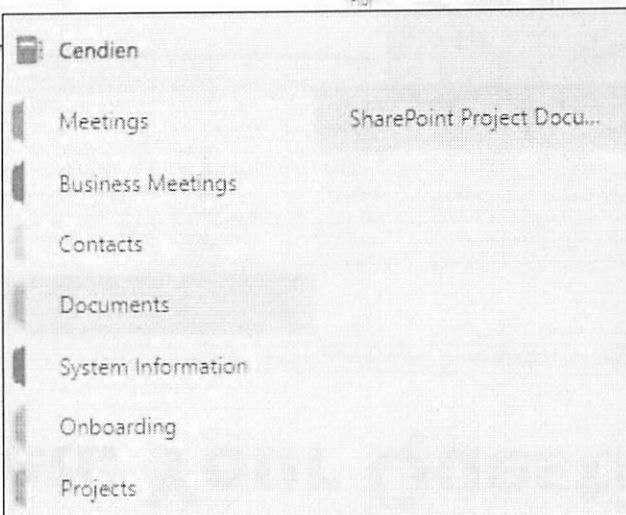 Cendien
Meetings
SharePoint Project Docu...
Business Meetings
Contacts
Documents
System Information
Onboarding
Projects